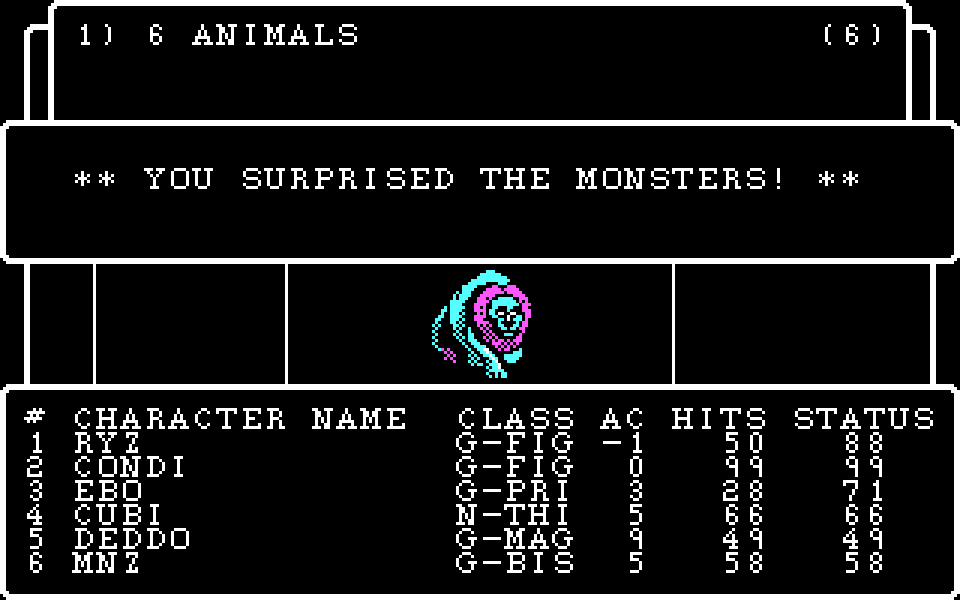 1) 6 ANIMALS (6)
** YOU SURPRISED THE MONSTERS! **
# CHARACTER NAME CLASS AC HITS STATUS
1 RYZ G-FIG -1 50 88
2 CONDI G-FIG 0 99 99
3 EBO G-PRI 3 28 71
4 CUBI N-THI 5 66 66
5 DEDDO G-MAG 9 49 49
6 MNZ G-BIS 5 58 58